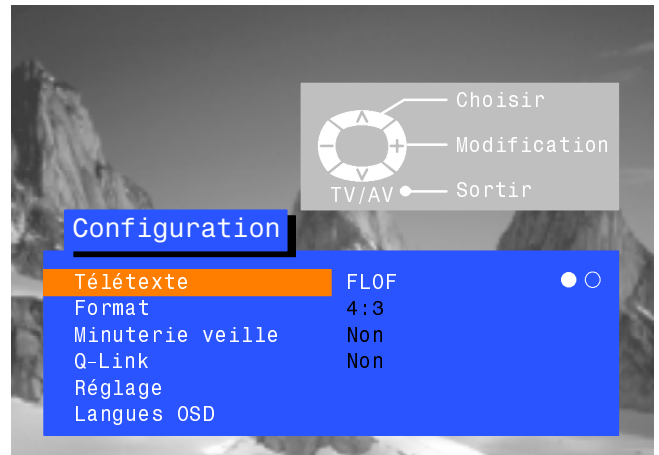 Choisir
Modification
TV/AV Sortir
Configuration
Télétexte FLOF
Format 4:3
Minuterie veille Non
Q-Link Non
Réglage
Langues OSD